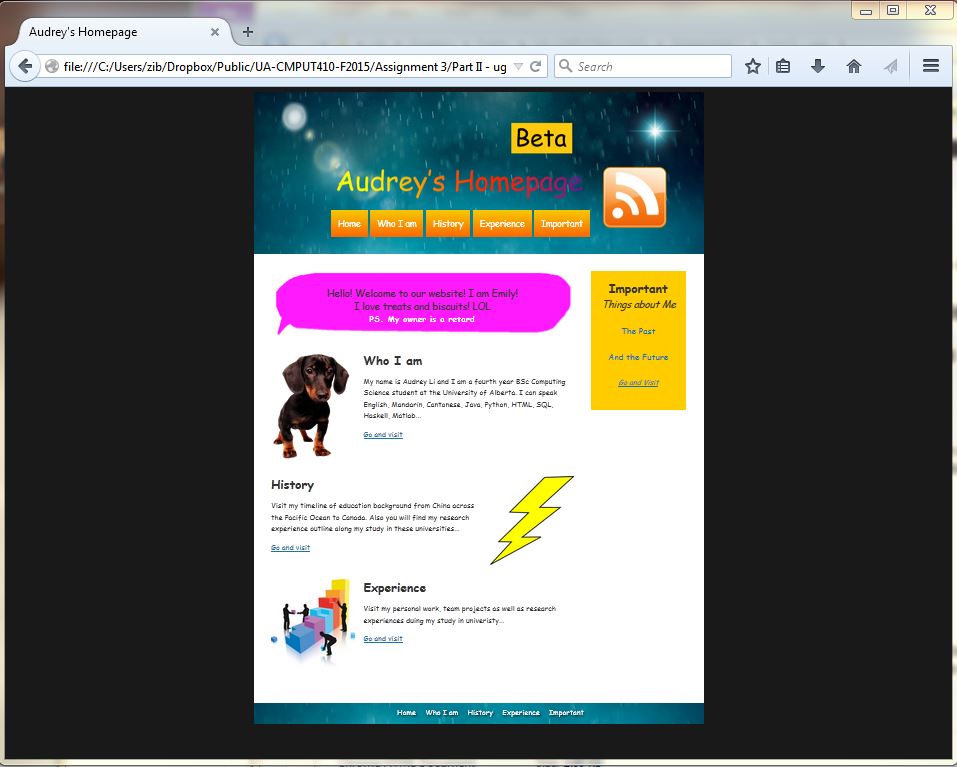 Audrey's Homepage
file:///C:/Users/zib/Dropbox/Public/UA-CMPUT410-F2015/Assignment 3/Part II - ug
Search
Beta
Audrey's Homepage
Home Who I am History Experience Important
Hello! Welcome to our website! I am Emily!
I love treats and biscuits! LOL
PS. My owner is a retard
Important
Things about Me
The Past
And the Future
Go and Visit
Who I am
My name is Audrey Li and I am a fourth year BSc Computing
Science student at the University of Alberta. I can speak
English, Mandarin, Cantonese, Java, Python, HTML, SQL,
Haskell, Matlab...
Go and visit
History
Visit my timeline of education background from China across
the Pacific Ocean to Canada. Also you will find my research
experience outline along my study in these universities...
Go and visit
Experience
Visit my personal work, team projects as well as research
experiences duing my study in univeristy...
Go and visit
Home Who I am History Experience Important